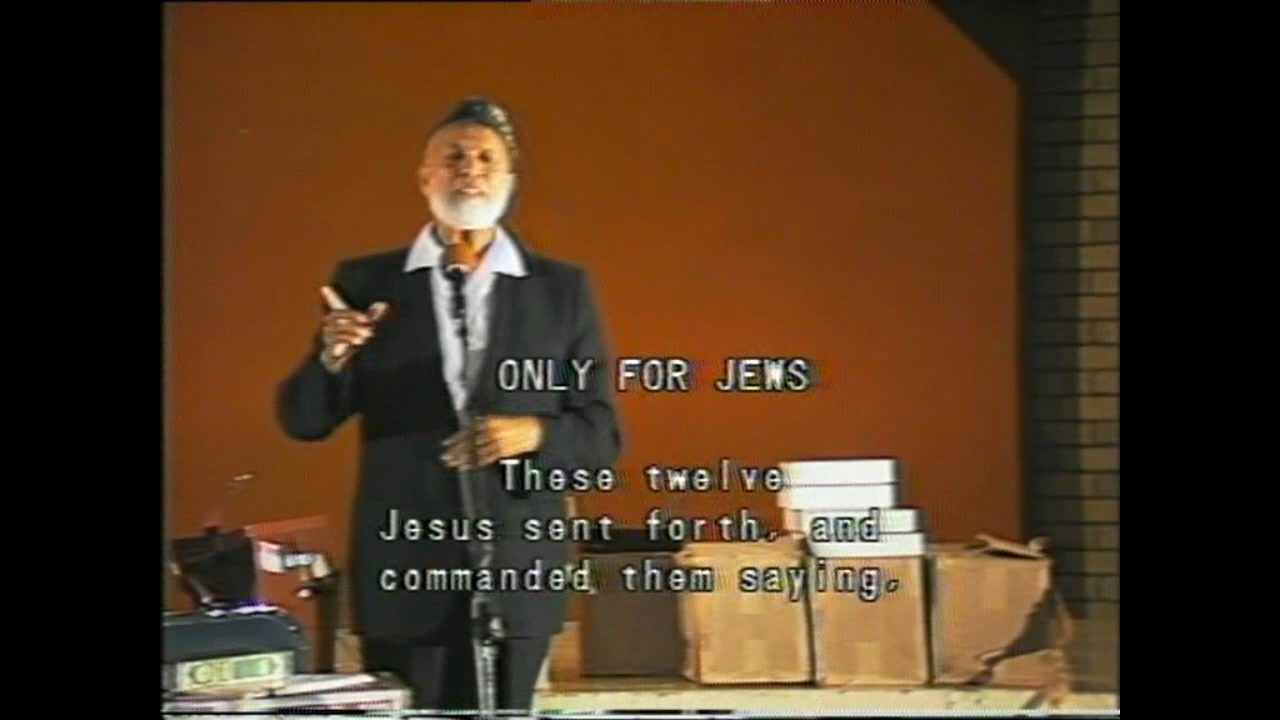 ONLY FOR JEWS
These twelve
Jesus sent forth, and
commanded them saying,